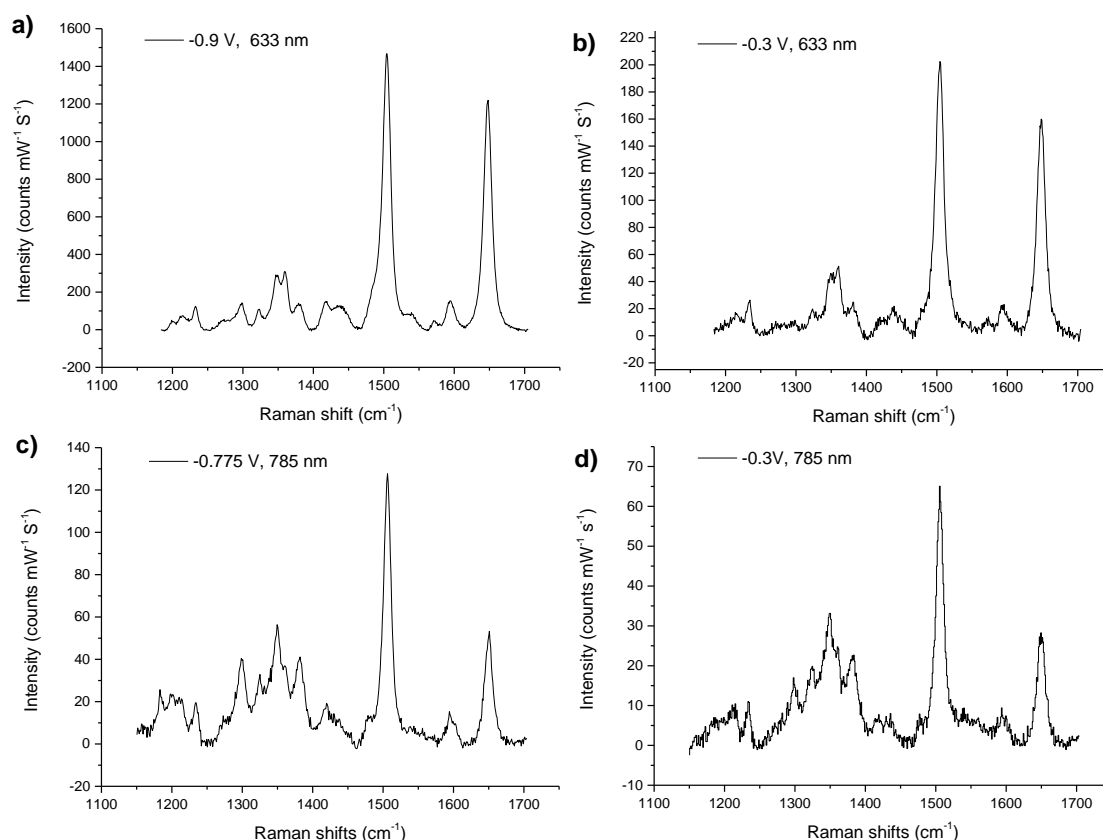 a)
-0.9 V, 633 nm
Intensity (counts mW⁻¹ S⁻¹)
1600
1400
1200
1000
800
600
400
200
0
-200
1100 1200 1300 1400 1500 1600 1700
Raman shift (cm⁻¹)
b)
-0.3 V, 633 nm
Intensity (counts mW⁻¹ S⁻¹)
220
200
180
160
140
120
100
80
60
40
20
0
-20
1100 1200 1300 1400 1500 1600 1700
Raman shift (cm⁻¹)
c)
-0.775 V, 785 nm
Intensity (counts mW⁻¹ S⁻¹)
140
120
100
80
60
40
20
0
-20
1100 1200 1300 1400 1500 1600 1700
Raman shifts (cm⁻¹)
d)
-0.3V, 785 nm
Intensity (counts mW⁻¹ s⁻¹)
70
60
50
40
30
20
10
0
-10
1100 1200 1300 1400 1500 1600 1700
Raman shifts (cm⁻¹)